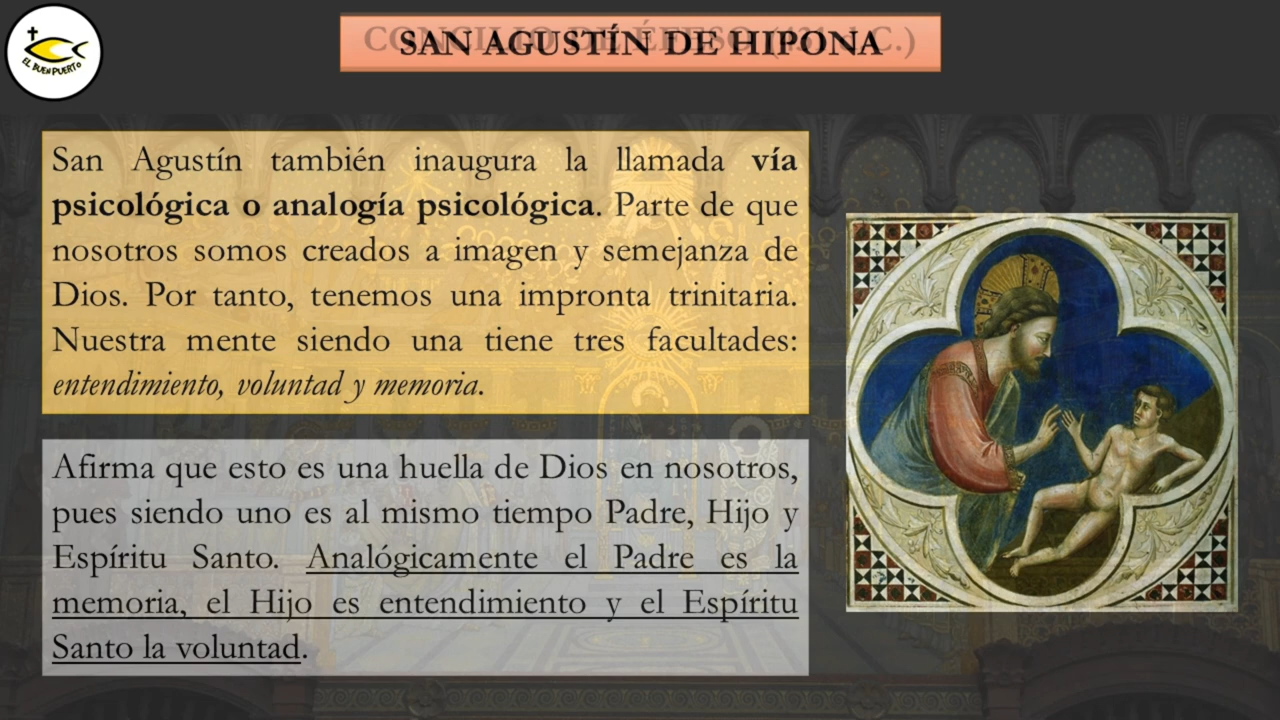 EL BUEN PUERTO
SAN AGUSTÍN DE HIPONA
CONCILIO DE ÉFESO (431 d.C.)
San Agustín también inaugura la llamada vía
psicológica o analogía psicológica. Parte de que
nosotros somos creados a imagen y semejanza de
Dios. Por tanto, tenemos una impronta trinitaria.
Nuestra mente siendo una tiene tres facultades:
entendimiento, voluntad y memoria.
Afirma que esto es una huella de Dios en nosotros,
pues siendo uno es al mismo tiempo Padre, Hijo y
Espíritu Santo. Analógicamente el Padre es la
memoria, el Hijo es entendimiento y el Espíritu
Santo la voluntad.